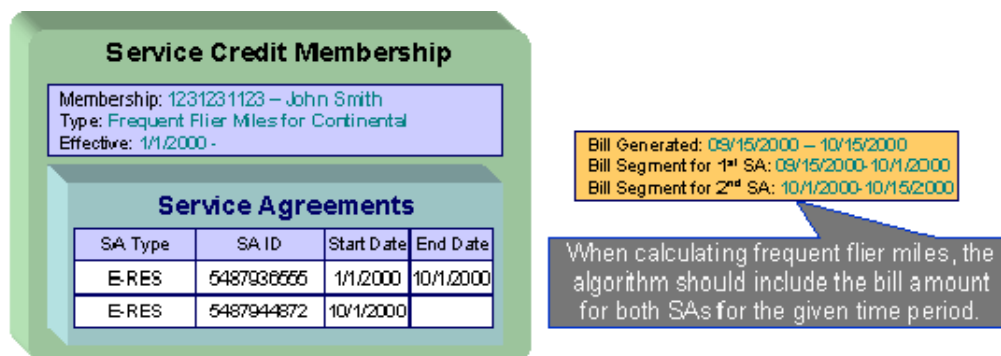 Service Credit Membership
Membership: 1231231123 – John Smith
Type: Frequent Flier Miles for Continental
Effective: 1/1/2000 -
Service Agreements
SA Type SA ID Start Date End Date
E-RES 5487936555 1/1/2000 10/1/2000
E-RES 5487944872 10/1/2000
Bill Generated: 09/15/2000 – 10/15/2000
Bill Segment for 1st SA: 09/15/2000-10/1/2000
Bill Segment for 2nd SA: 10/1/2000-10/15/2000
When calculating frequent flier miles, the
algorithm should include the bill amount
for both SAs for the given time period.